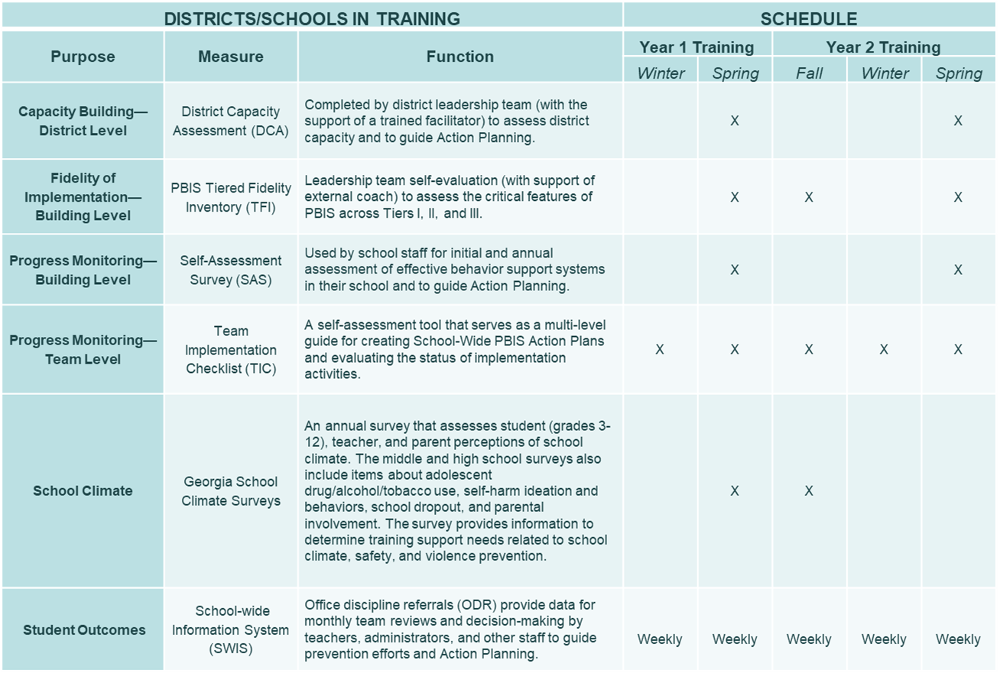 DISTRICTS/SCHOOLS IN TRAINING
SCHEDULE
Purpose
Measure
Function
Year 1 Training
Year 2 Training
Winter
Spring
Fall
Winter
Spring
Capacity Building—
District Level
District Capacity
Assessment (DCA)
Completed by district leadership team (with the
support of a trained facilitator) to assess district
capacity and to guide Action Planning.
X
X
Fidelity of
Implementation—
Building Level
PBIS Tiered Fidelity
Inventory (TFI)
Leadership team self-evaluation (with support of
external coach) to assess the critical features of
PBIS across Tiers I, II, and III.
X
X
X
Progress Monitoring—
Building Level
Self-Assessment
Survey (SAS)
Used by school staff for initial and annual
assessment of effective behavior support systems
in their school and to guide Action Planning.
X
X
Progress Monitoring—
Team Level
Team
Implementation
Checklist (TIC)
A self-assessment tool that serves as a multi-level
guide for creating School-Wide PBIS Action Plans
and evaluating the status of implementation
activities.
X
X
X
X
X
School Climate
Georgia School
Climate Surveys
An annual survey that assesses student (grades 3-
12), teacher, and parent perceptions of school
climate. The middle and high school surveys also
include items about adolescent
drug/alcohol/tobacco use, self-harm ideation and
behaviors, school dropout, and parental
involvement. The survey provides information to
determine training support needs related to school
climate, safety, and violence prevention.
X
X
Student Outcomes
School-wide
Information System
(SWIS)
Office discipline referrals (ODR) provide data for
monthly team reviews and decision-making by
teachers, administrators, and other staff to guide
prevention efforts and Action Planning.
Weekly
Weekly
Weekly
Weekly
Weekly